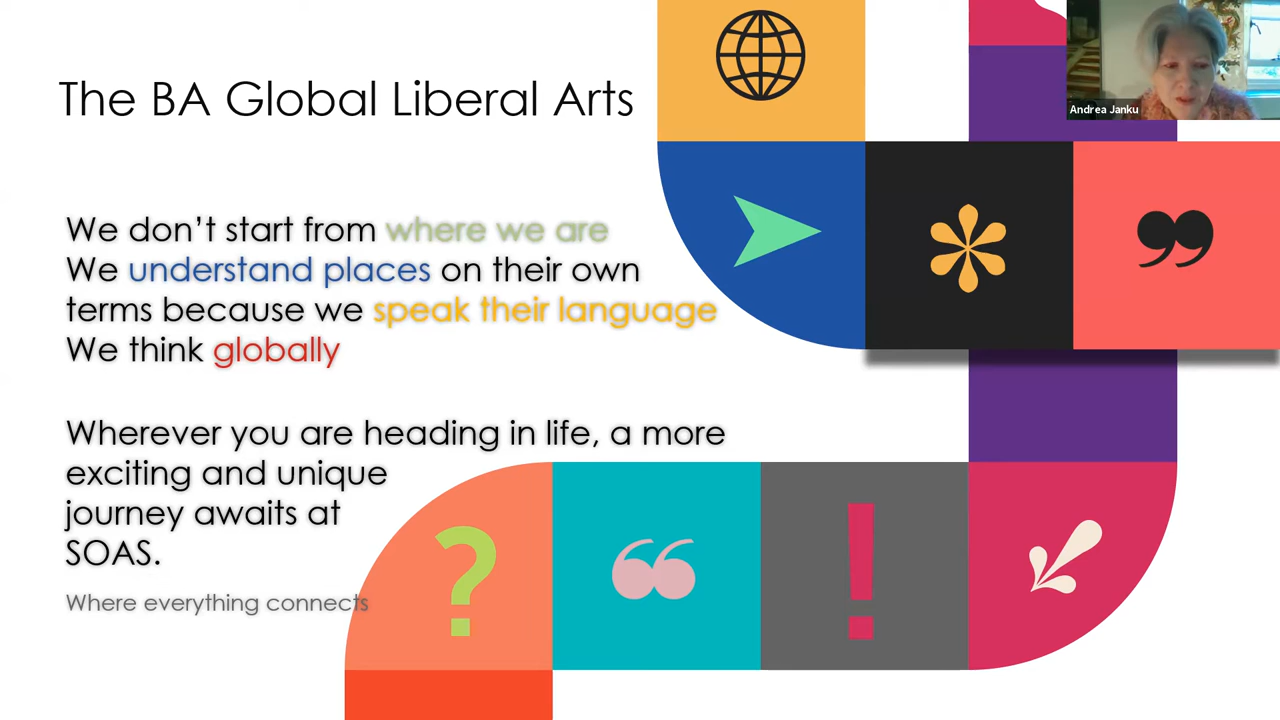 The BA Global Liberal Arts
Andrea Janku
We don’t start from where we are
We understand places on their own
terms because we speak their language
We think globally
Wherever you are heading in life, a more
exciting and unique
journey awaits at
SOAS.
Where everything connects